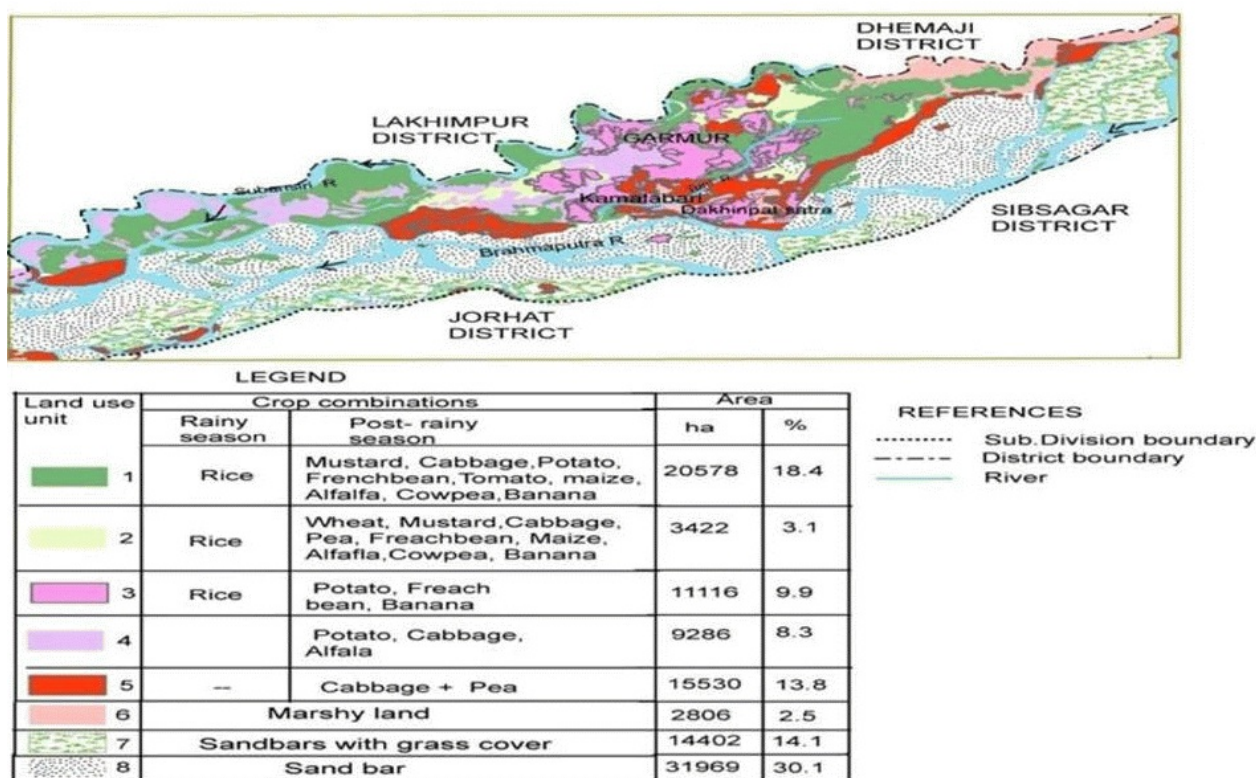 DHEMAJI
DISTRICT
LAKHIMPUR
DISTRICT
GARMUR
Subansiri R
Kamalabari
Dakhinpat satra
SIBSAGAR
DISTRICT
Brahmaputra R
JORHAT
DISTRICT
LEGEND
Land use unit Crop combinations Area
Rainy season Post- rainy season ha %
1 Rice Mustard, Cabbage,Potato,
Frenchbean,Tomato, maize,
Alfalfa, Cowpea,Banana 20578 18.4
2 Rice Wheat, Mustard,Cabbage,
Pea, Freachbean, Maize,
Alfafla,Cowpea, Banana 3422 3.1
3 Rice Potato, Freach
bean, Banana 11116 9.9
4 Potato, Cabbage,
Alfala 9286 8.3
5 -- Cabbage + Pea 15530 13.8
6 Marshy land 2806 2.5
7 Sandbars with grass cover 14402 14.1
8 Sand bar 31969 30.1
REFERENCES
Sub.Division boundary
District boundary
River